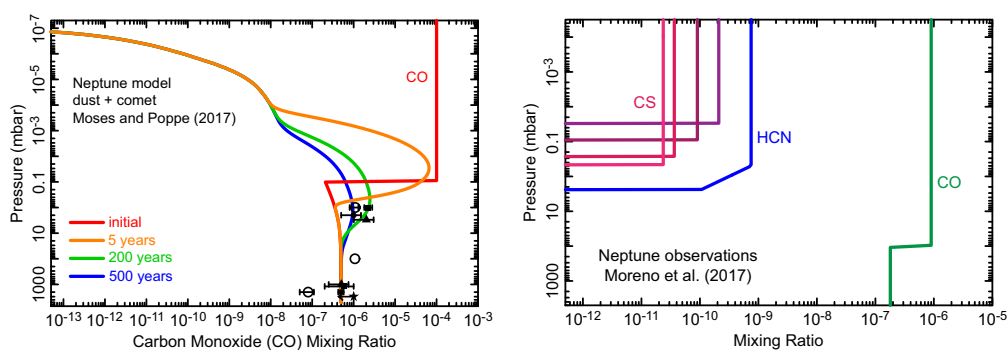 10-7
10-5
10-3
0.1
10
1000
Pressure (mbar)
CO
Neptune model
dust + comet
Moses and Poppe (2017)
initial
5 years
200 years
500 years
10-13 10-12 10-11 10-10 10-9 10-8 10-7 10-6 10-5 10-4 10-3
Carbon Monoxide (CO) Mixing Ratio
10-3
0.1
10
1000
Pressure (mbar)
CS
HCN
CO
Neptune observations
Moreno et al. (2017)
10-12 10-11 10-10 10-9 10-8 10-7 10-6 10-5
Mixing Ratio